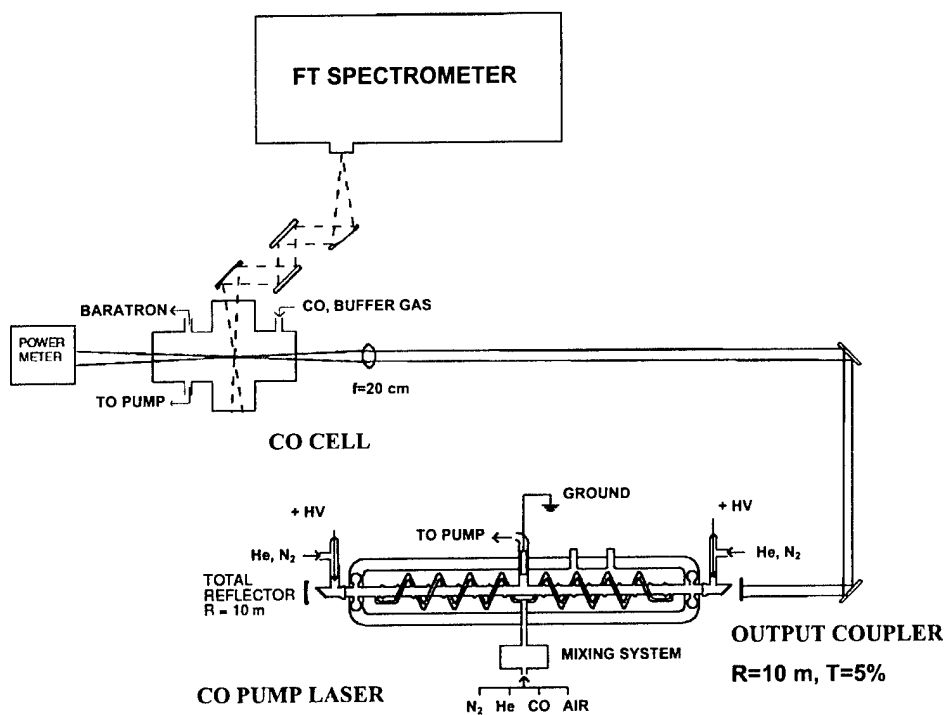 FT SPECTROMETER
BARATRON
CO, BUFFER GAS
POWER
METER
TO PUMP
f=20 cm
CO CELL
GROUND
+ HV
+ HV
TO PUMP
He, N₂
He, N₂
TOTAL
REFLECTOR
R = 10 m
OUTPUT COUPLER
R=10 m, T=5%
MIXING SYSTEM
CO PUMP LASER
N₂ He CO AIR